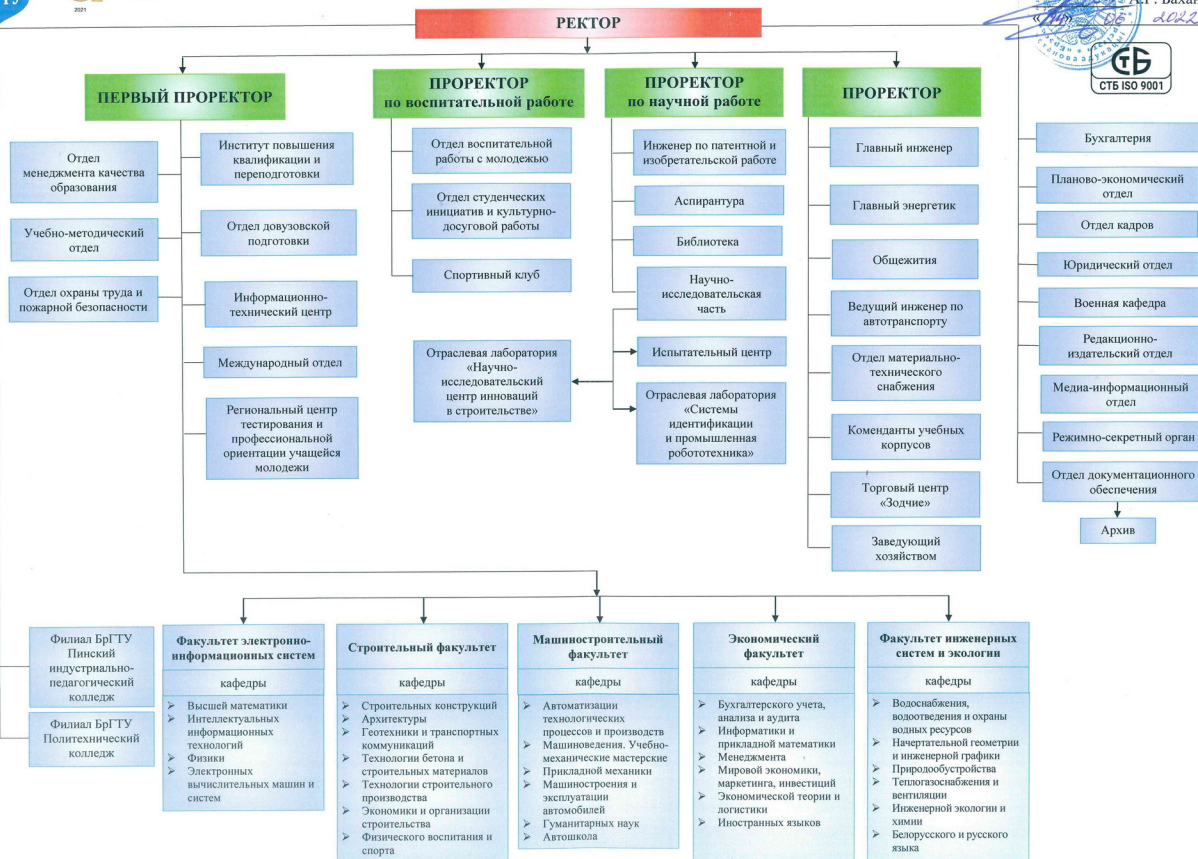 2021
РЕКТОР
А.Г. Баха
06 2022
СТБ
СТБ ISO 9001
ПЕРВЫЙ ПРОРЕКТОР
ПРОРЕКТОР
по воспитательной работе
ПРОРЕКТОР
по научной работе
ПРОРЕКТОР
Отдел
менеджмента качества
образования
Учебно-методический
отдел
Отдел охраны труда и
пожарной безопасности
Институт повышения
квалификации и
переподготовки
Отдел довузовской
подготовки
Информационно-
технический центр
Международный отдел
Региональный центр
тестирования и
профессиональной
ориентации учащейся
молодежи
Отдел воспитательной
работы с молодежью
Отдел студенческих
инициатив и культурно-
досуговой работы
Спортивный клуб
Отраслевая лаборатория
«Научно-
исследовательский
центр инноваций
в строительстве»
Инженер по патентной и
изобретательской работе
Аспирантура
Библиотека
Научно-
исследовательская
часть
Испытательный центр
Отраслевая лаборатория
«Системы
идентификации
и промышленная
робототехника»
Главный инженер
Главный энергетик
Общежития
Ведущий инженер по
автотранспорту
Отдел материально-
технического
снабжения
Коменданты учебных
корпусов
Торговый центр
«Зодчие»
Заведующий
хозяйством
Бухгалтерия
Планово-экономический
отдел
Отдел кадров
Юридический отдел
Военная кафедра
Редакционно-
издательский отдел
Медиа-информационный
отдел
Режимно-секретный орган
Отдел документационного
обеспечения
Архив
Филиал БрГТУ
Пинский
индустриально-
педагогический
колледж
Филиал БрГТУ
Политехнический
колледж
Факультет электронно-
информационных систем
кафедры
➢ Высшей математики
➢ Интеллектуальных
информационных
технологий
➢ Физики
➢ Электронных
вычислительных машин и
систем
Строительный факультет
кафедры
➢ Строительных конструкций
➢ Архитектуры
➢ Геотехники и транспортных
коммуникаций
➢ Технологии бетона и
строительных материалов
➢ Технологии строительного
производства
➢ Экономики и организации
строительства
➢ Физического воспитания и
спорта
Машиностроительный
факультет
кафедры
➢ Автоматизации
технологических
процессов и производств
➢ Машиноведения. Учебно-
механические мастерские
➢ Прикладной механики
➢ Машиностроения и
эксплуатации
автомобилей
➢ Гуманитарных наук
➢ Автошкола
Экономический
факультет
кафедры
➢ Бухгалтерского учета,
анализа и аудита
➢ Информатики и
прикладной математики
➢ Менеджмента
➢ Мировой экономики,
маркетинга, инвестиций
➢ Экономической теории и
логистики
➢ Иностранных языков
Факультет инженерных
систем и экологии
кафедры
➢ Водоснабжения,
водоотведения и охраны
водных ресурсов
➢ Начертательной геометрии
и инженерной графики
➢ Природообустройства
➢ Теплогазоснабжения и
вентиляции
➢ Инженерной экологии и
химии
➢ Белорусского и русского
языка